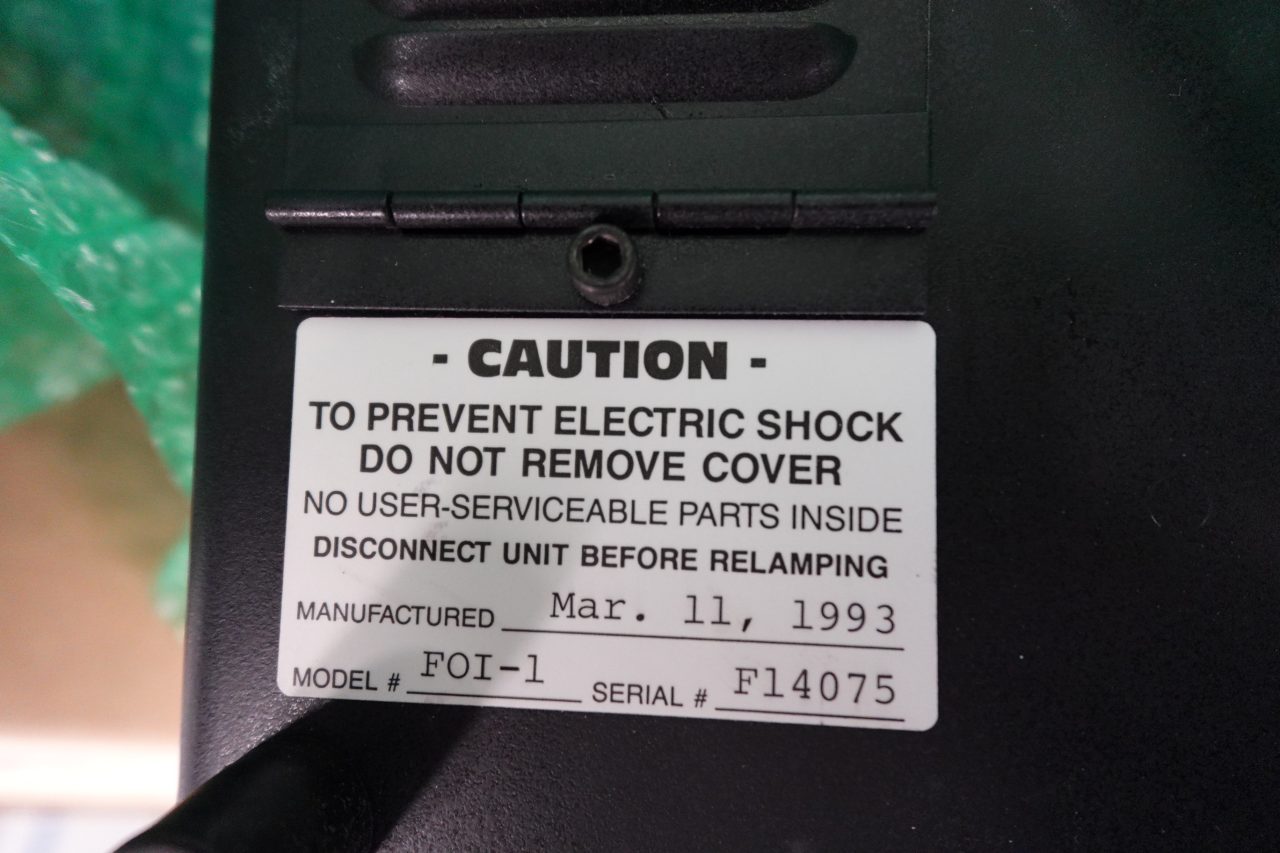 - CAUTION -
TO PREVENT ELECTRIC SHOCK
DO NOT REMOVE COVER
NO USER-SERVICEABLE PARTS INSIDE
DISCONNECT UNIT BEFORE RELAMPING
MANUFACTURED Mar. 11, 1993
MODEL # FOI-1 SERIAL # F14075